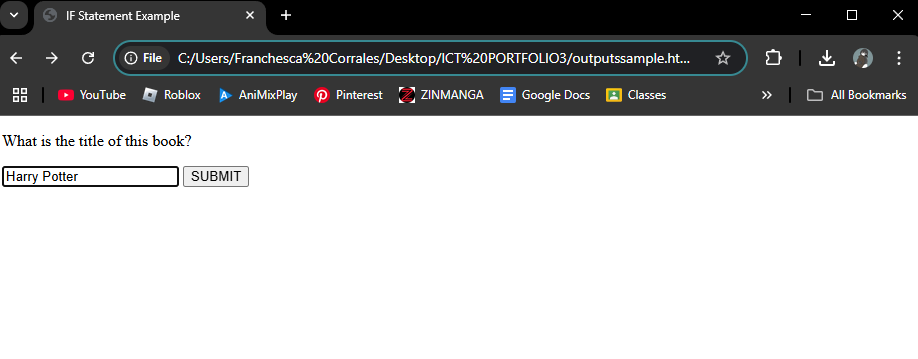 IF Statement Example
File C:/Users/Franchesca%20Corrales/Desktop/ICT%20PORTFOLIO3/outputssample.ht...
YouTube Roblox AniMixPlay Pinterest ZINMANGA Google Docs Classes » All Bookmarks
What is the title of this book?
Harry Potter SUBMIT